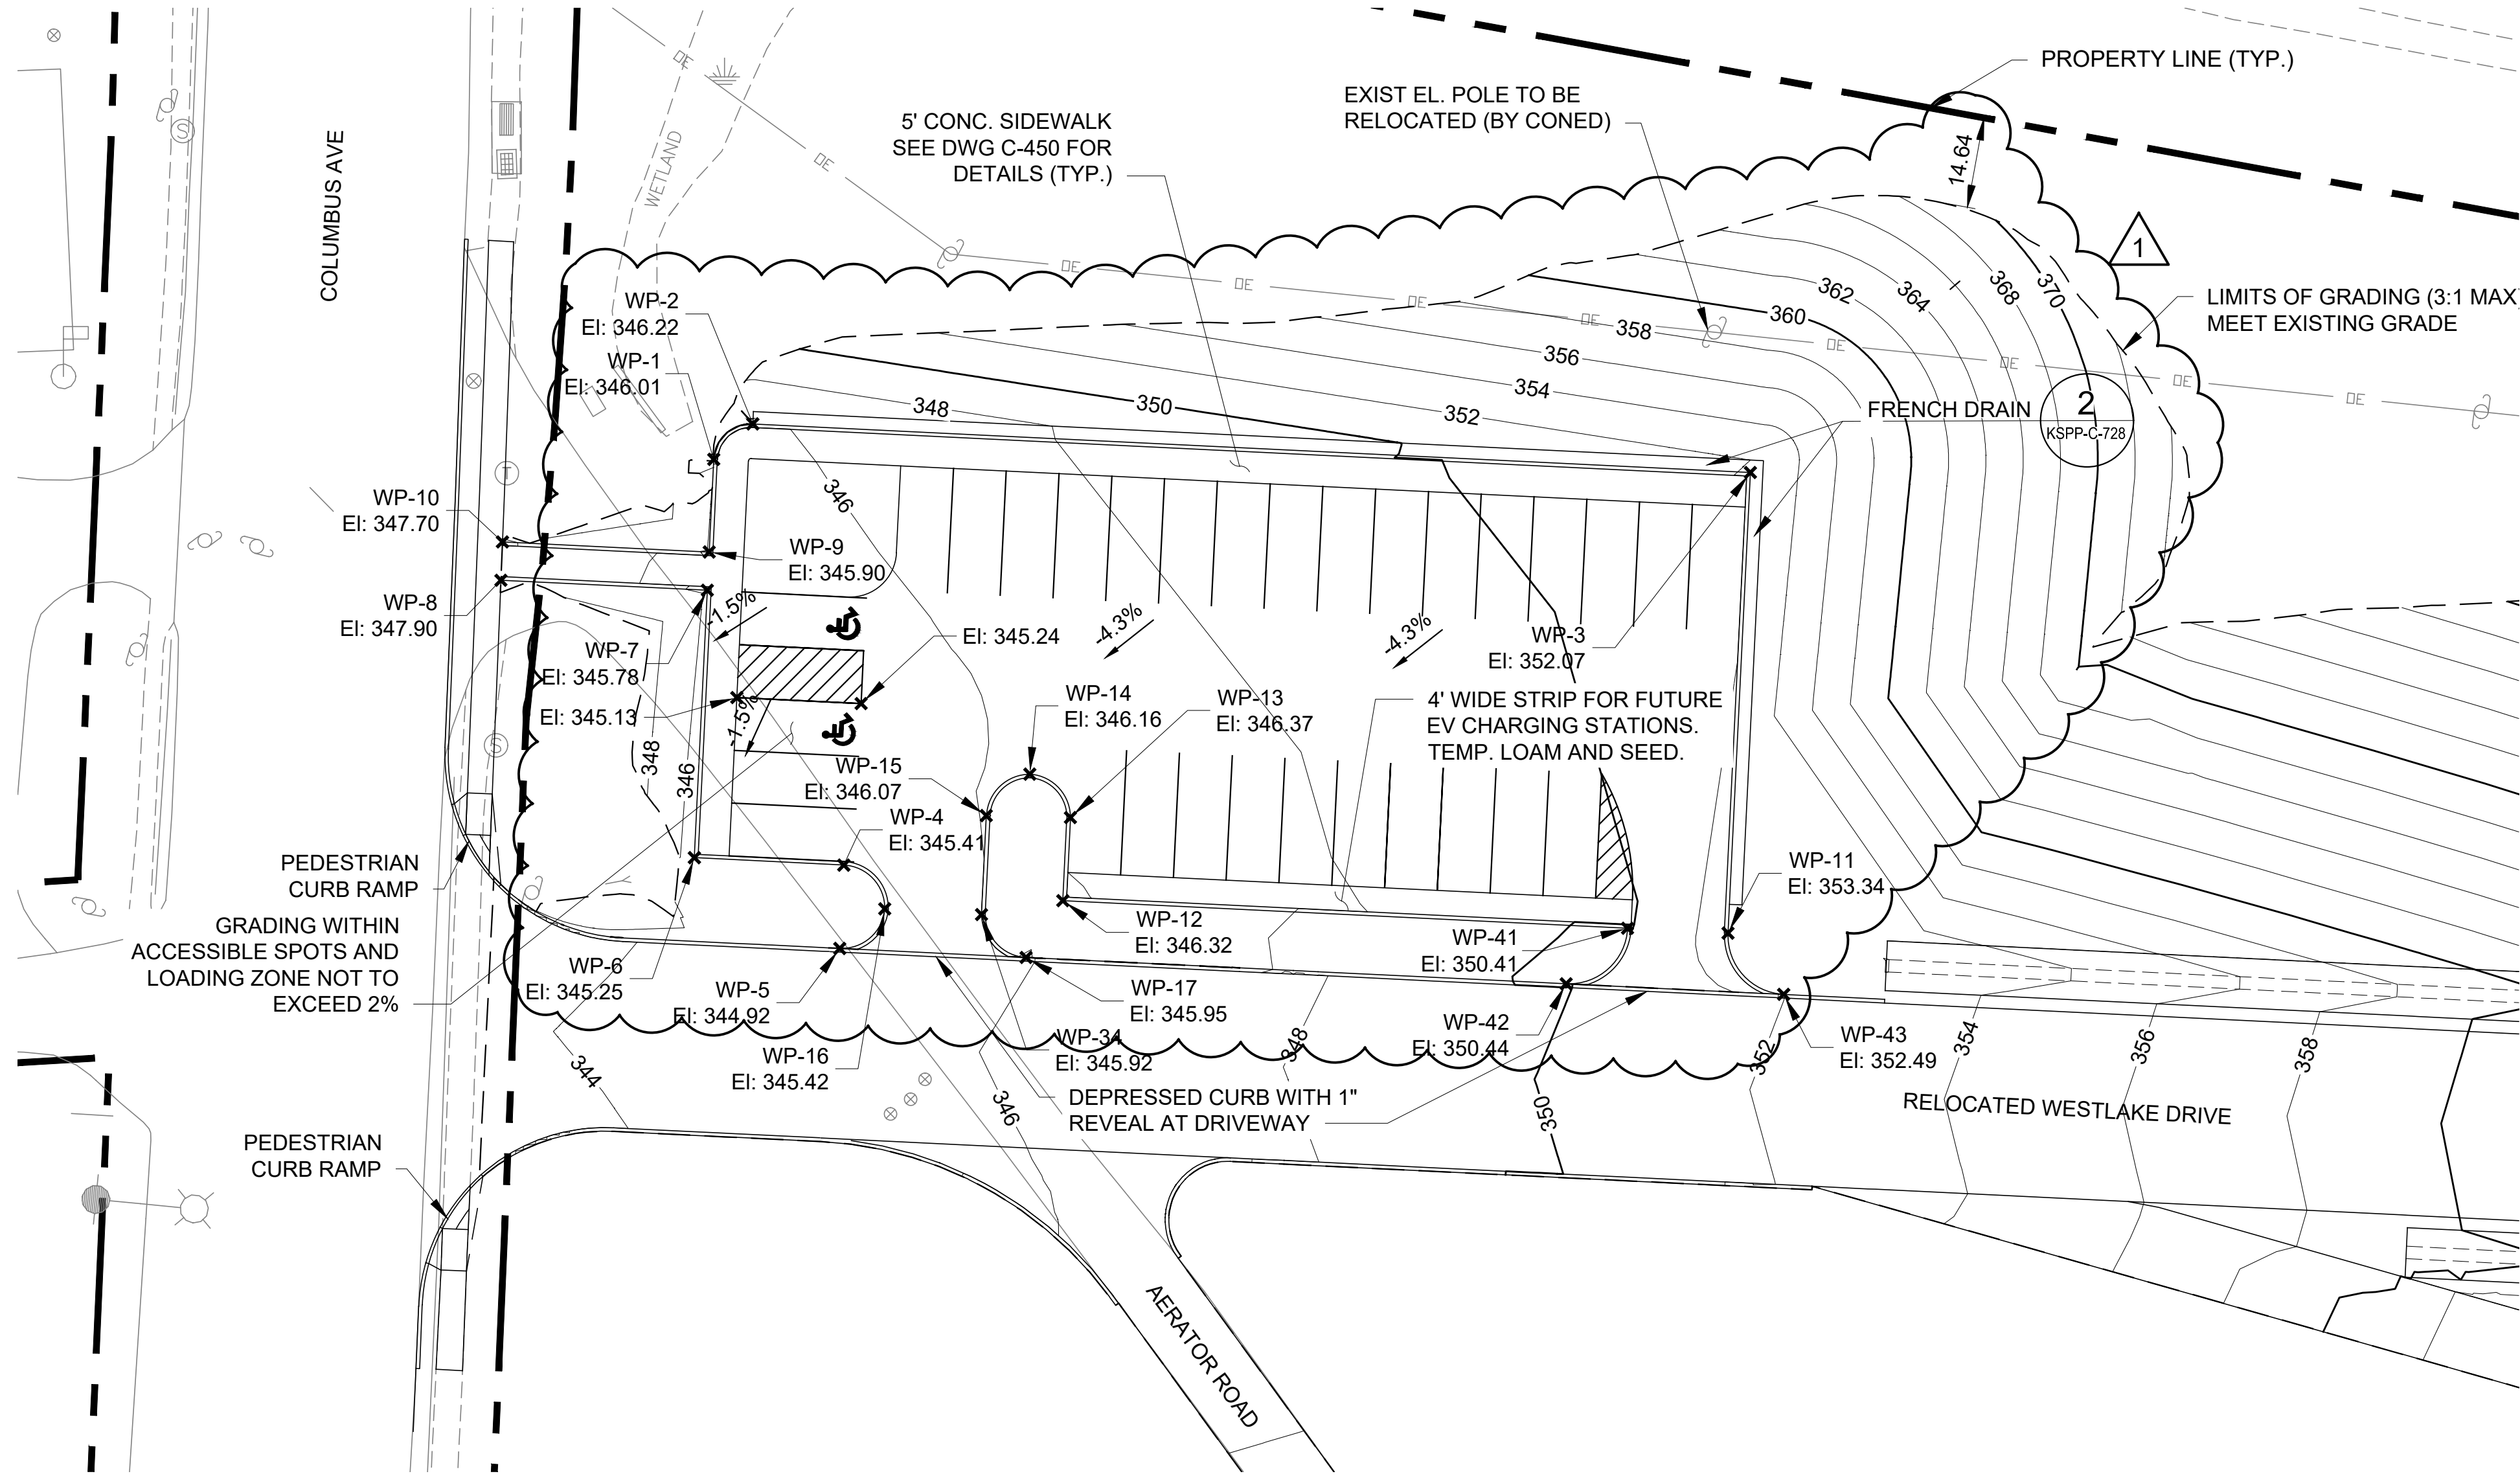 PROPERTY LINE (TYP.)
EXIST EL. POLE TO BE
RELOCATED (BY CONED)
5' CONC. SIDEWALK
SEE DWG C-450 FOR
DETAILS (TYP.)
14.64
1
LIMITS OF GRADING (3:1 MAX)
MEET EXISTING GRADE
COLUMBUS AVE
WETLAND
OE
OE
OE
OE
OE
OE
OE
OE
OE
OE
S
T
S
WP-2
El: 346.22
WP-1
El: 346.01
348
350
352
354
356
358
360
362
364
368
370
FRENCH DRAIN
2
KSPP-C-728
346
WP-10
El: 347.70
WP-9
El: 345.90
WP-8
El: 347.90
-1.5%
El: 345.24
-4.3%
-4.3%
WP-3
El: 352.07
WP-7
El: 345.78
El: 345.13
-1.5%
WP-14
El: 346.16
WP-13
El: 346.37
4' WIDE STRIP FOR FUTURE
EV CHARGING STATIONS.
TEMP. LOAM AND SEED.
348
346
WP-15
El: 346.07
WP-4
El: 345.41
PEDESTRIAN
CURB RAMP
WP-11
El: 353.34
GRADING WITHIN
ACCESSIBLE SPOTS AND
LOADING ZONE NOT TO
EXCEED 2%
WP-12
El: 346.32
WP-41
El: 350.41
WP-6
El: 345.25
WP-5
El: 344.92
WP-17
El: 345.95
WP-42
El: 350.44
WP-43
El: 352.49
WP-16
El: 345.42
WP-34
El: 345.92
344
346
348
350
352
354
356
358
DEPRESSED CURB WITH 1"
REVEAL AT DRIVEWAY
RELOCATED WESTLAKE DRIVE
PEDESTRIAN
CURB RAMP
AERATOR ROAD